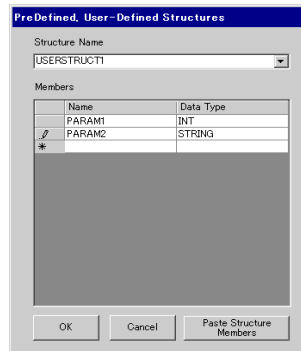 PreDefined, User-Defined Structures
Structure Name
USERSTRUCT1
Members
Name Data Type
PARAM1 INT
PARAM2 STRING
*
OK Cancel Paste Structure
Members